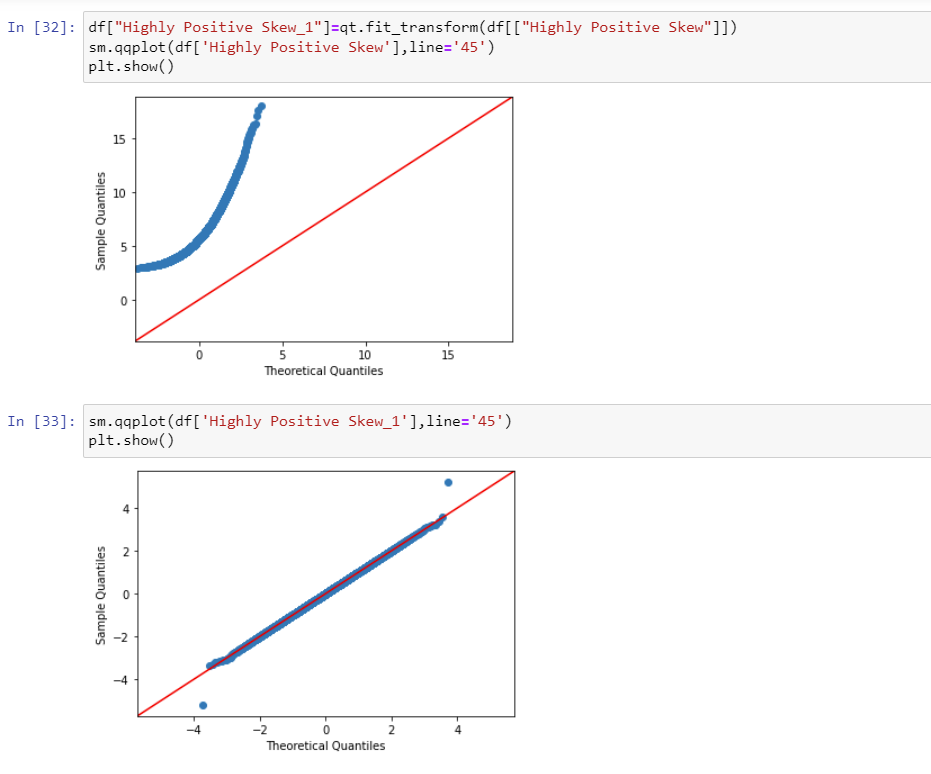 In [32]: df["Highly Positive Skew_1"]=qt.fit_transform(df[["Highly Positive Skew"]])
sm.qqplot(df['Highly Positive Skew'],line='45')
plt.show()
15
10
5
0
Sample Quantiles
0 5 10 15
Theoretical Quantiles
In [33]: sm.qqplot(df['Highly Positive Skew_1'],line='45')
plt.show()
4
2
0
−2
−4
Sample Quantiles
−4 −2 0 2 4
Theoretical Quantiles